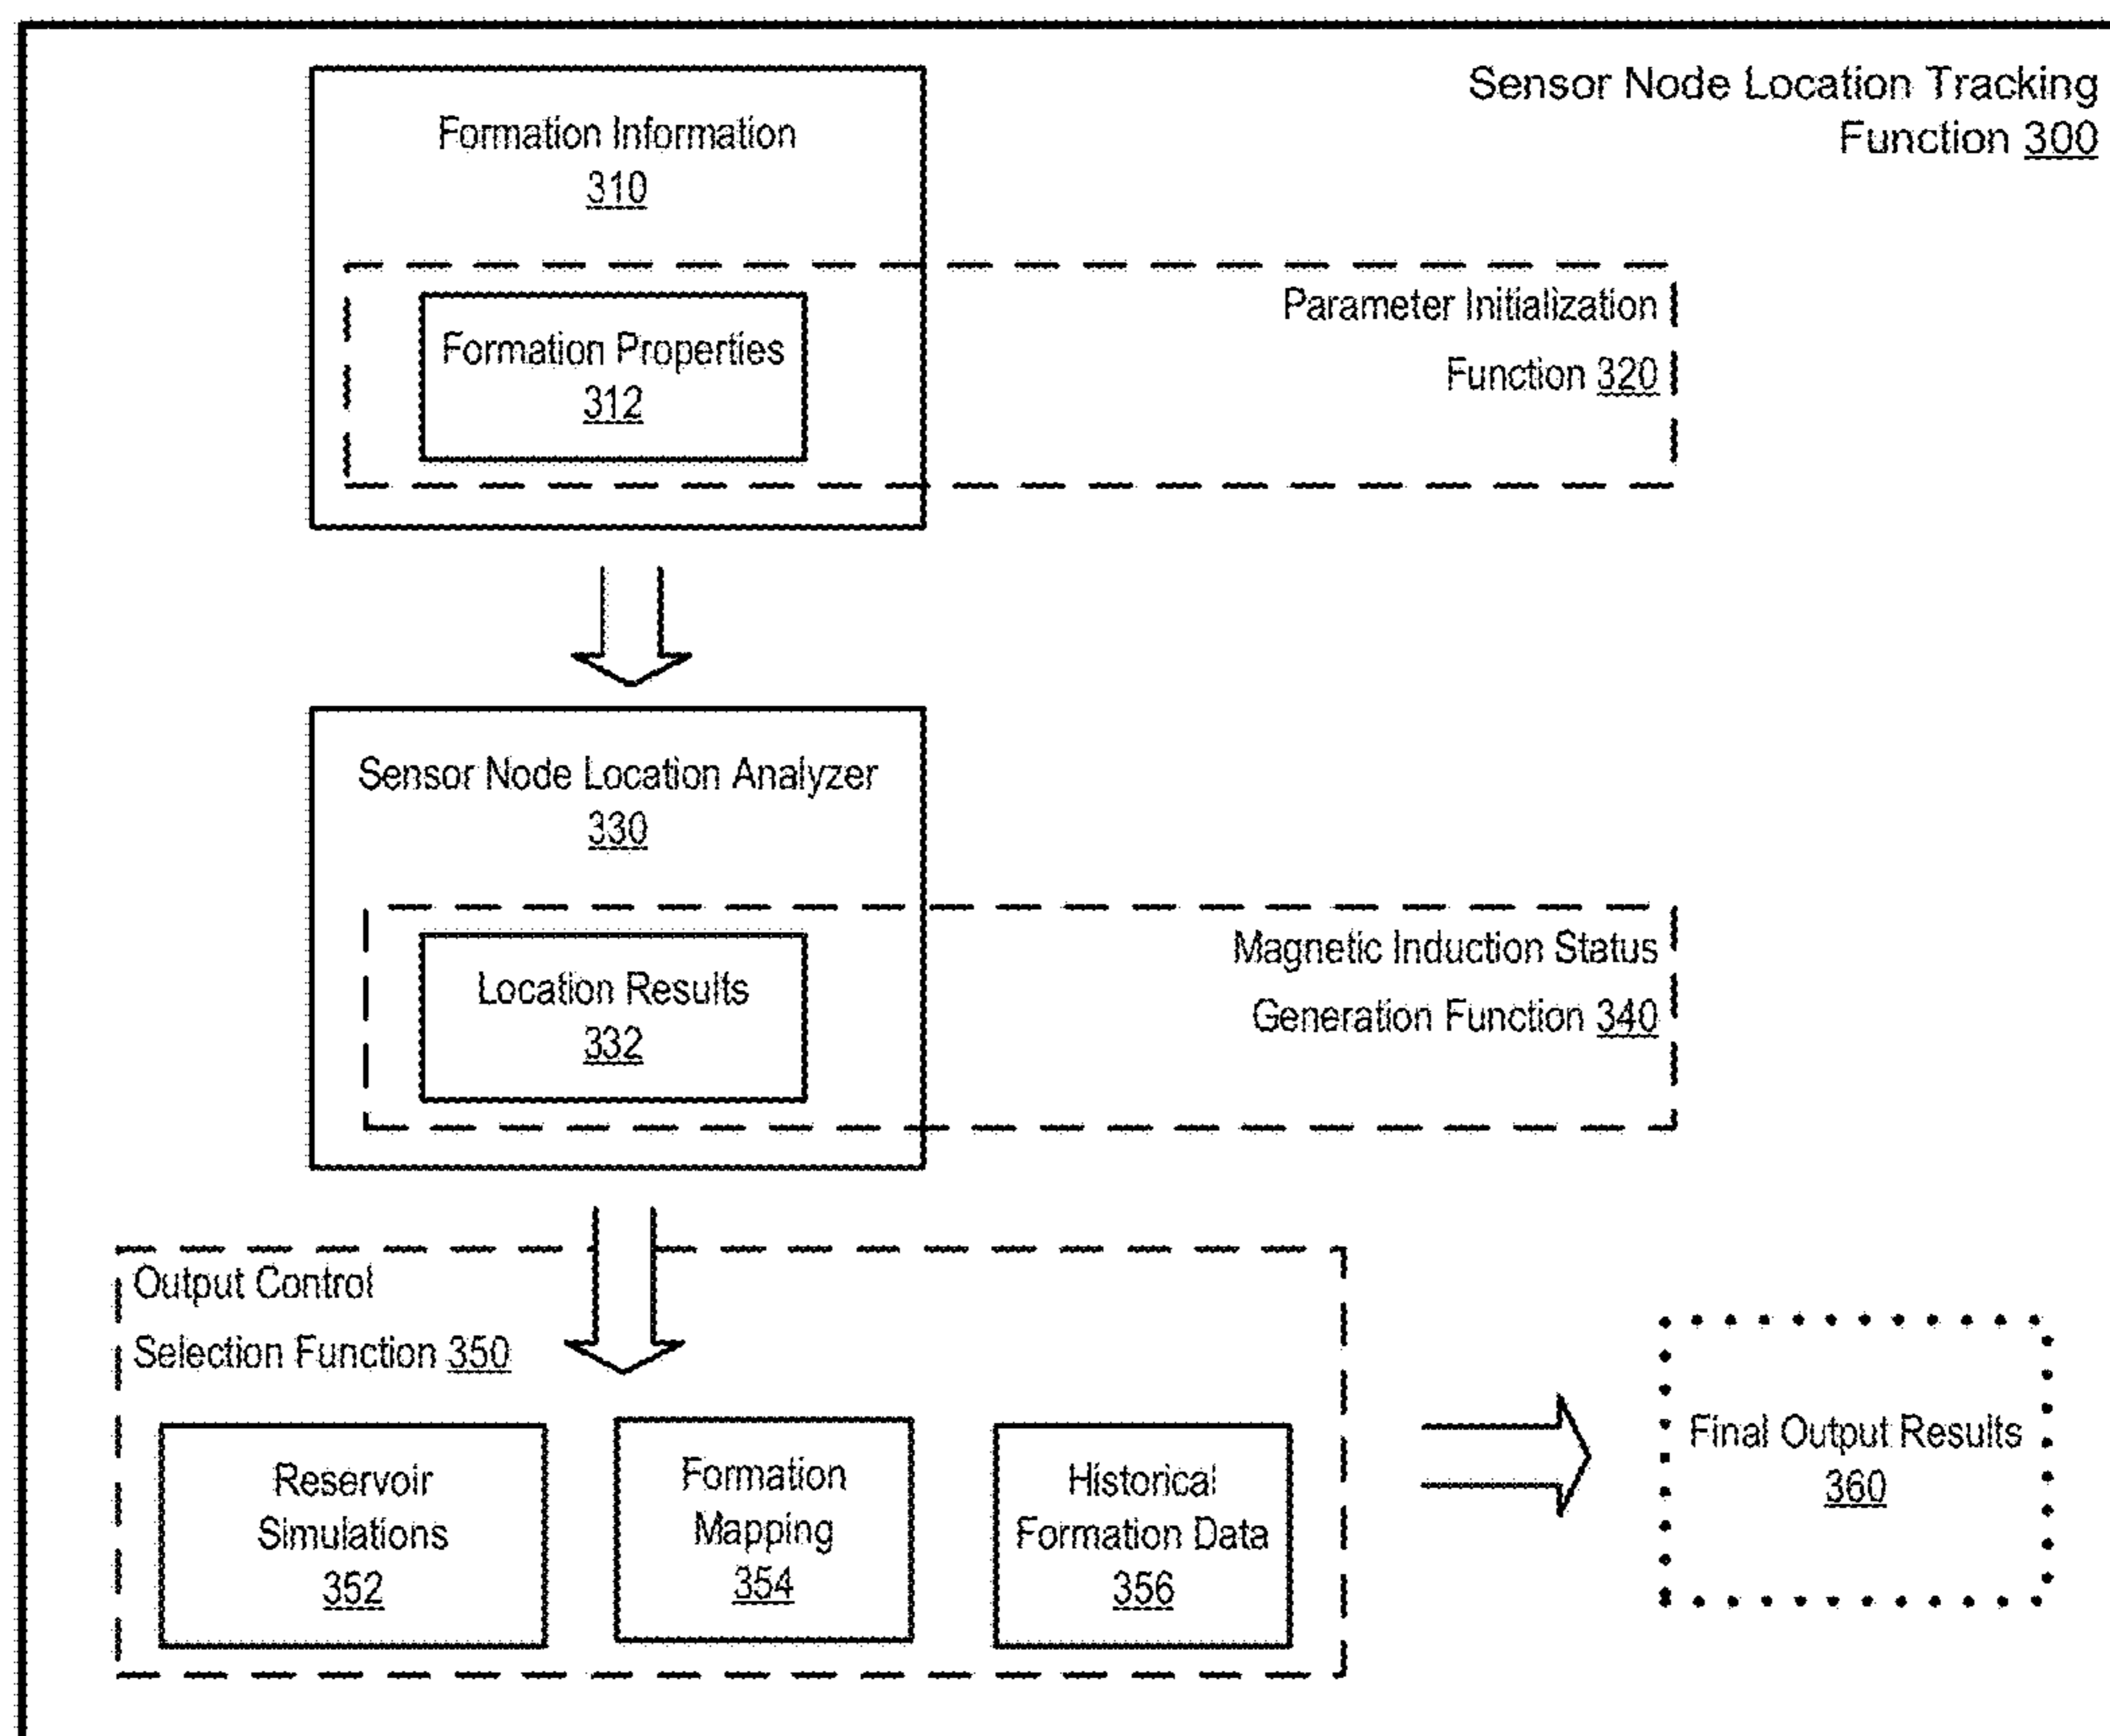 Sensor Node Location Tracking
Function 300
Formation Information
310
Parameter Initialization
Function 320
Formation Properties
312
Sensor Node Location Analyzer
330
Magnetic Induction Status
Generation Function 340
Location Results
332
Output Control
Selection Function 350
Reservoir
Simulations
352
Formation
Mapping
354
Historical
Formation Data
356
Final Output Results
360